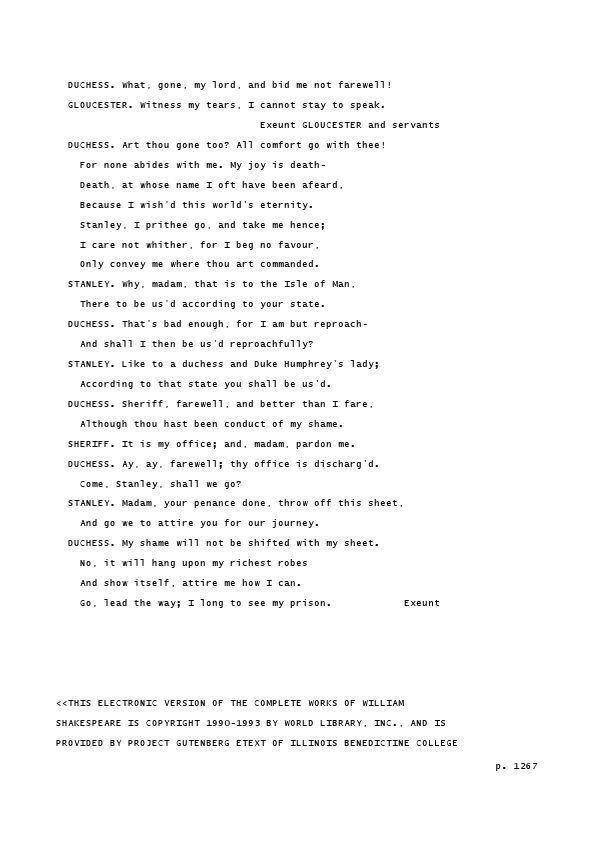 DUCHESS. What, gone, my lord, and bid me not farewell!
GLOUCESTER. Witness my tears, I cannot stay to speak.
Exeunt GLOUCESTER and servants
DUCHESS. Art thou gone too? All comfort go with thee!
For none abides with me. My joy is death-
Death, at whose name I oft have been afeard,
Because I wish'd this world's eternity.
Stanley, I prithee go, and take me hence;
I care not whither, for I beg no favour,
Only convey me where thou art commanded.
STANLEY. Why, madam, that is to the Isle of Man,
There to be us'd according to your state.
DUCHESS. That's bad enough, for I am but reproach-
And shall I then be us'd reproachfully?
STANLEY. Like to a duchess and Duke Humphrey's lady;
According to that state you shall be us'd.
DUCHESS. Sheriff, farewell, and better than I fare,
Although thou hast been conduct of my shame.
SHERIFF. It is my office; and, madam, pardon me.
DUCHESS. Ay, ay, farewell; thy office is discharg'd.
Come, Stanley, shall we go?
STANLEY. Madam, your penance done, throw off this sheet,
And go we to attire you for our journey.
DUCHESS. My shame will not be shifted with my sheet.
No, it will hang upon my richest robes
And show itself, attire me how I can.
Go, lead the way; I long to see my prison. Exeunt
<<THIS ELECTRONIC VERSION OF THE COMPLETE WORKS OF WILLIAM
SHAKESPEARE IS COPYRIGHT 1990-1993 BY WORLD LIBRARY, INC., AND IS
PROVIDED BY PROJECT GUTENBERG ETEXT OF ILLINOIS BENEDICTINE COLLEGE
p. 1267